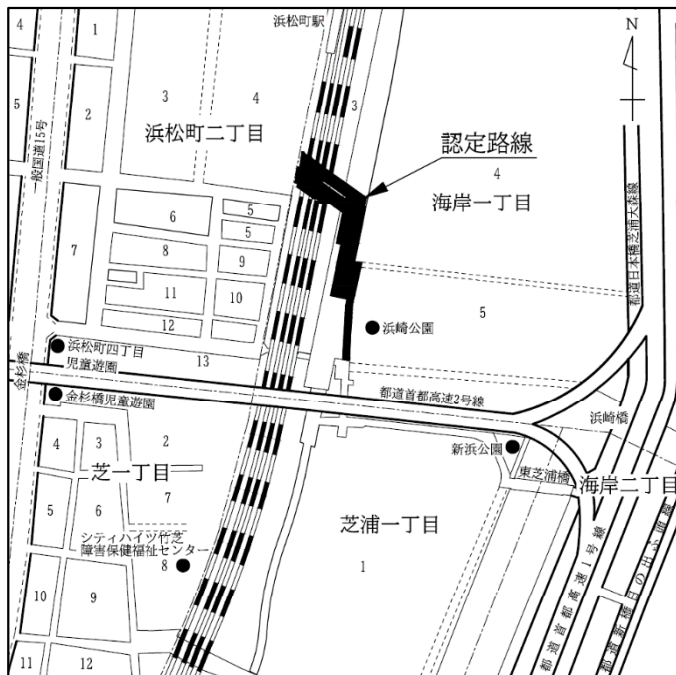 浜松町駅
4
1
N
3
4
3
5
2
一般国道15号
浜松町二丁目
認定路線
4
海岸一丁目
都道日本橋芝浦大森線
6
5
5
7
8
9
11
10
5
12
浜崎公園
浜松町四丁目
児童遊園
13
金杉橋
金杉橋児童遊園
都道首都高速2号線
浜崎橋
4
3
2
新浜公園
芝一丁目
東芝浦橋
海岸二丁目
芝浦一丁目
5
6
7
シティハイツ竹芝
障害保健福祉センター
8
1
都道首都高速1号線
都道新橋日の出ふ頭線
10
9
11
12